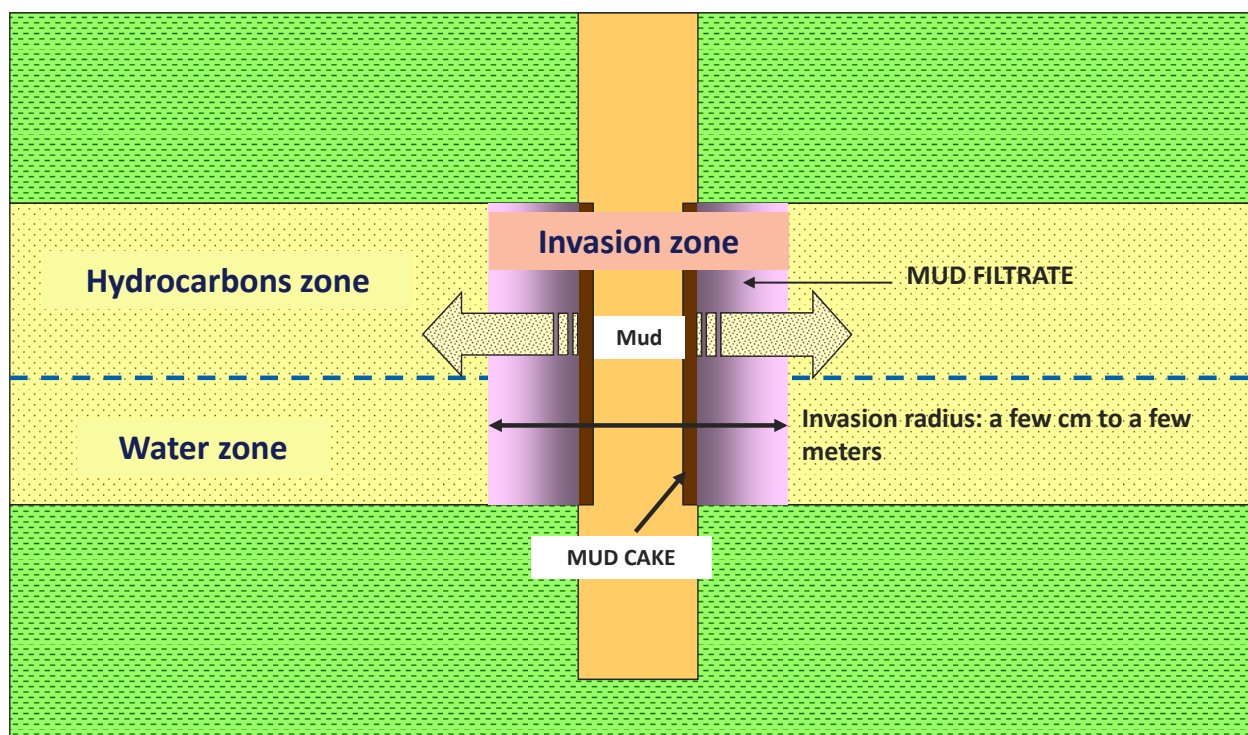 Invasion zone
Hydrocarbons zone
MUD FILTRATE
Mud
Water zone
Invasion radius: a few cm to a few
meters
MUD CAKE